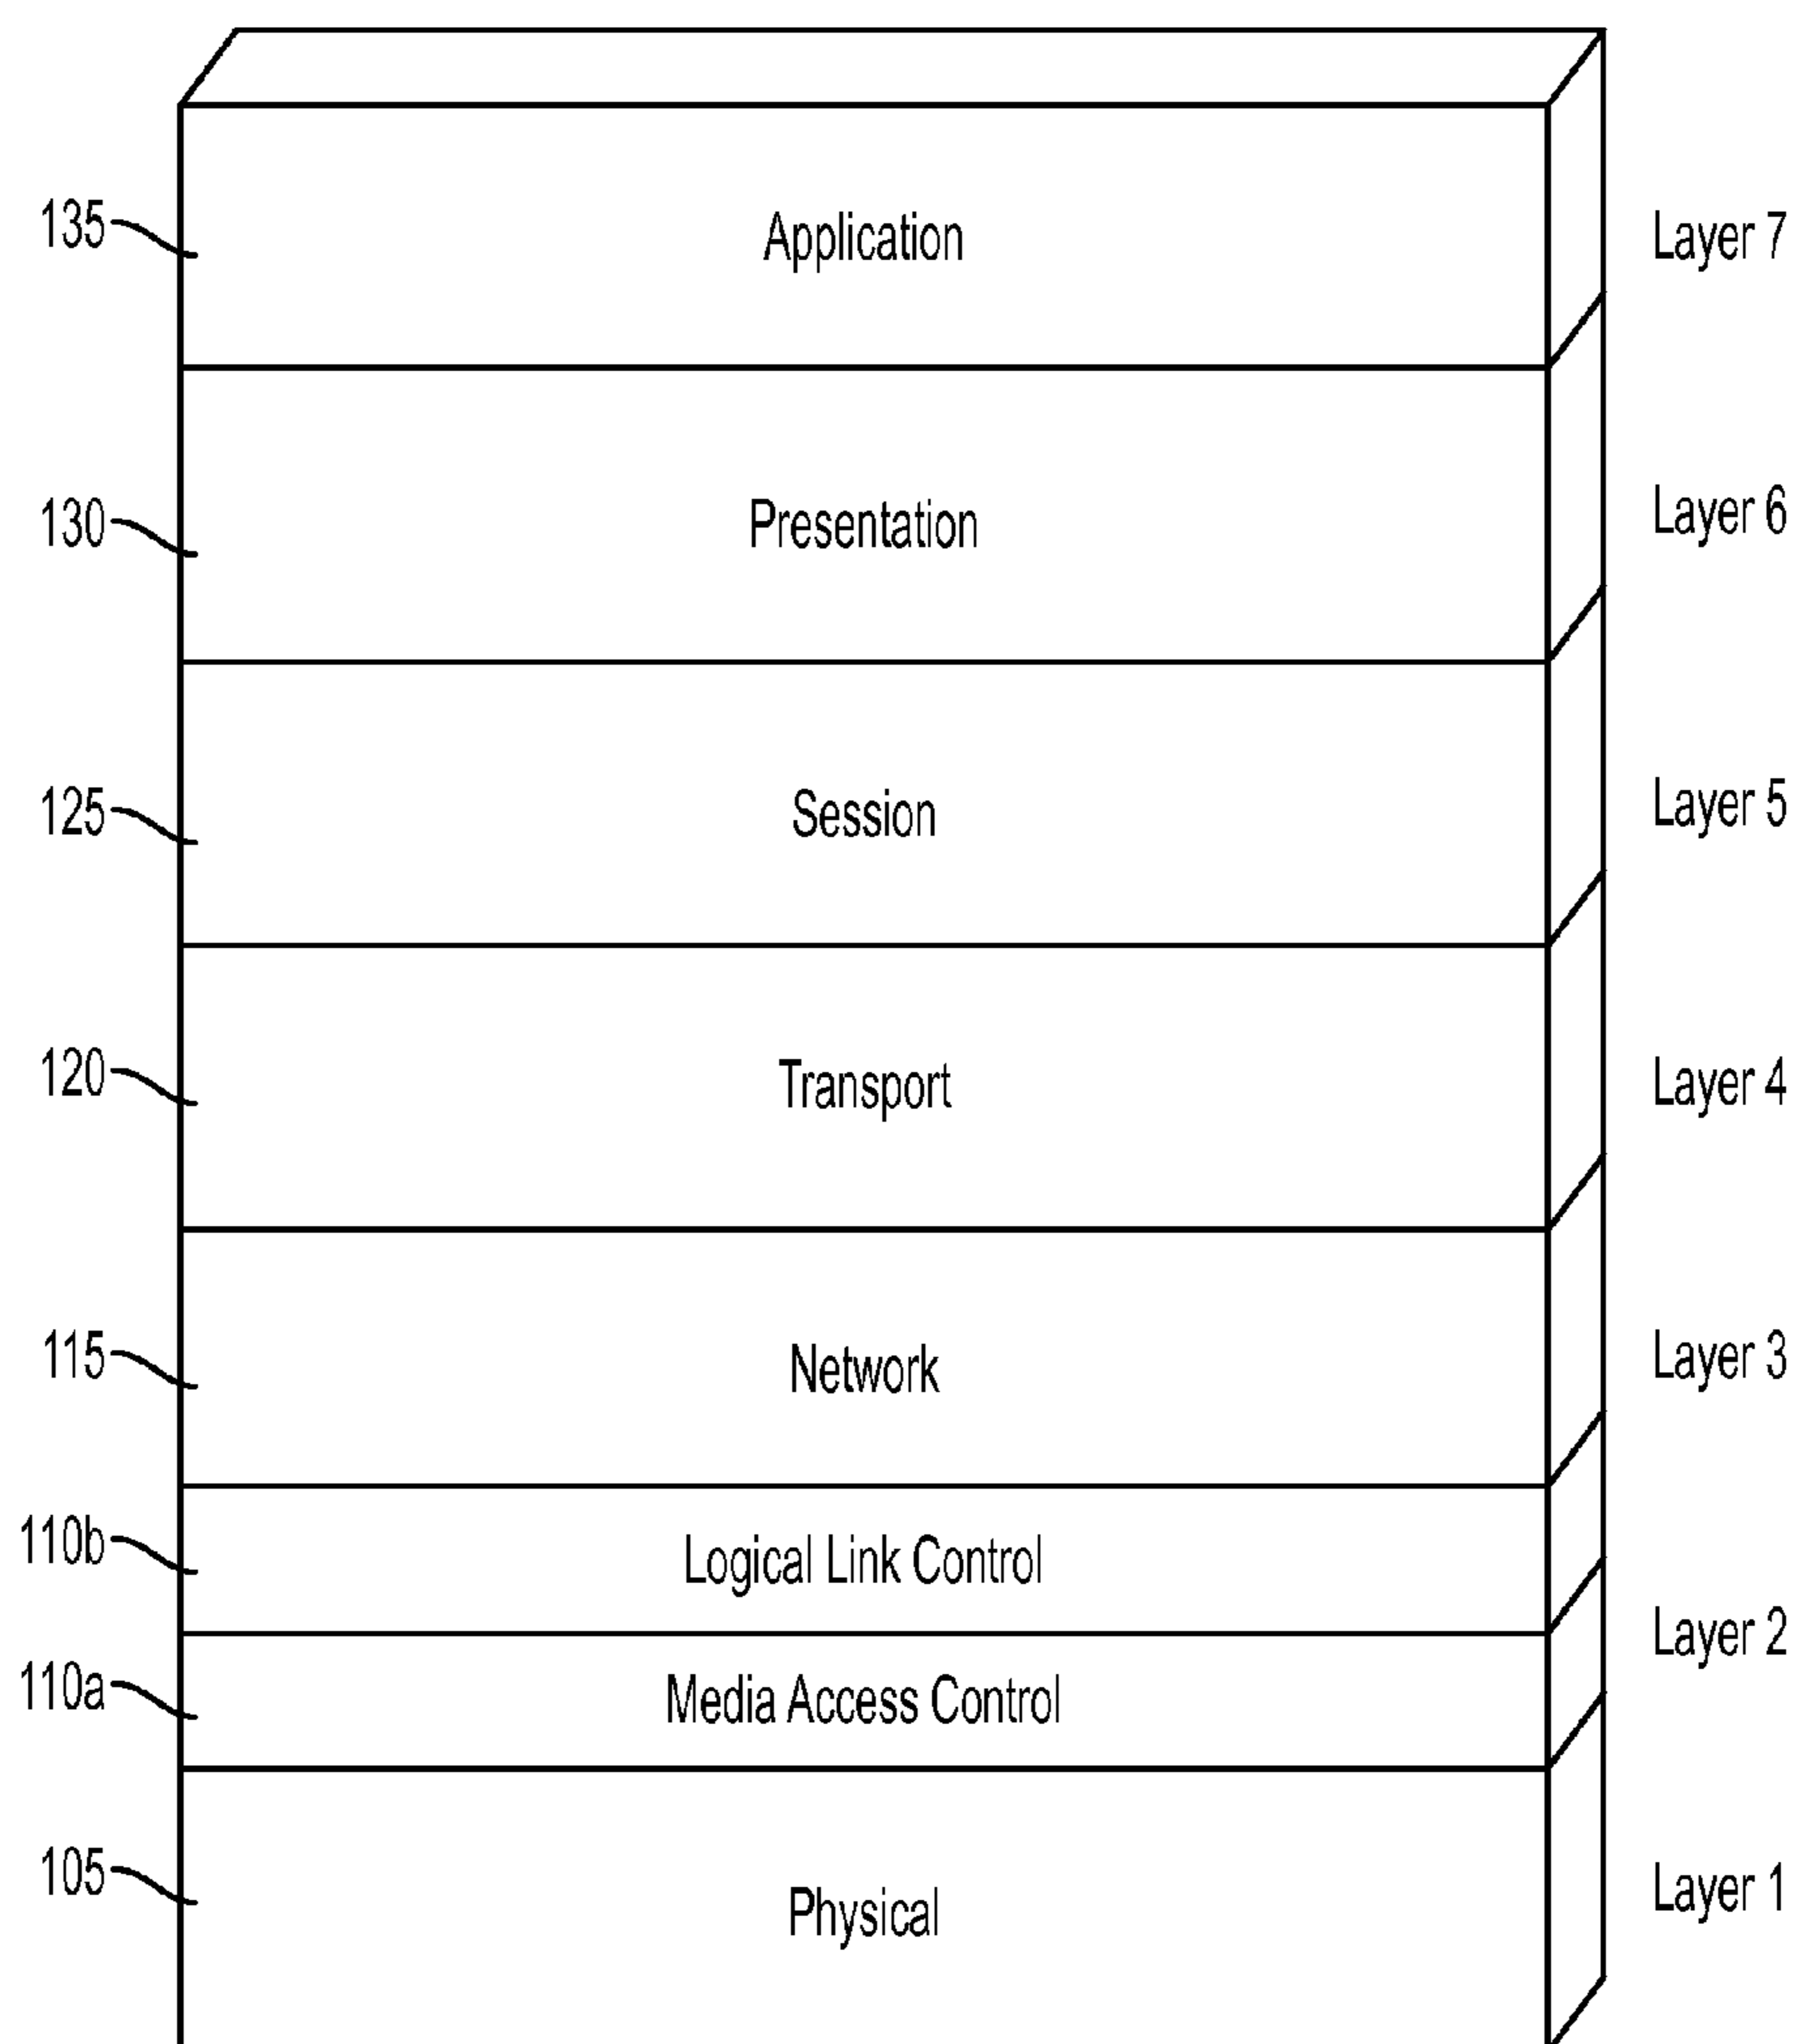 135 Application Layer 7
130 Presentation Layer 6
125 Session Layer 5
120 Transport Layer 4
115 Network Layer 3
110b Logical Link Control
Layer 2
110a Media Access Control
105 Physical Layer 1